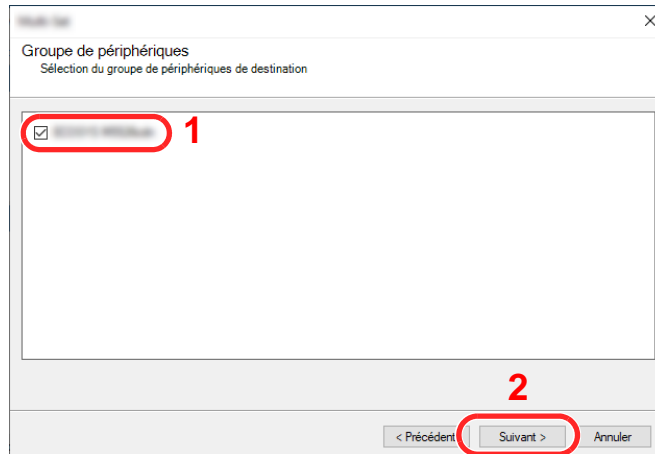 Groupe de périphériques
Sélection du groupe de périphériques de destination
1
2
< Précédent
Suivant >
Annuler